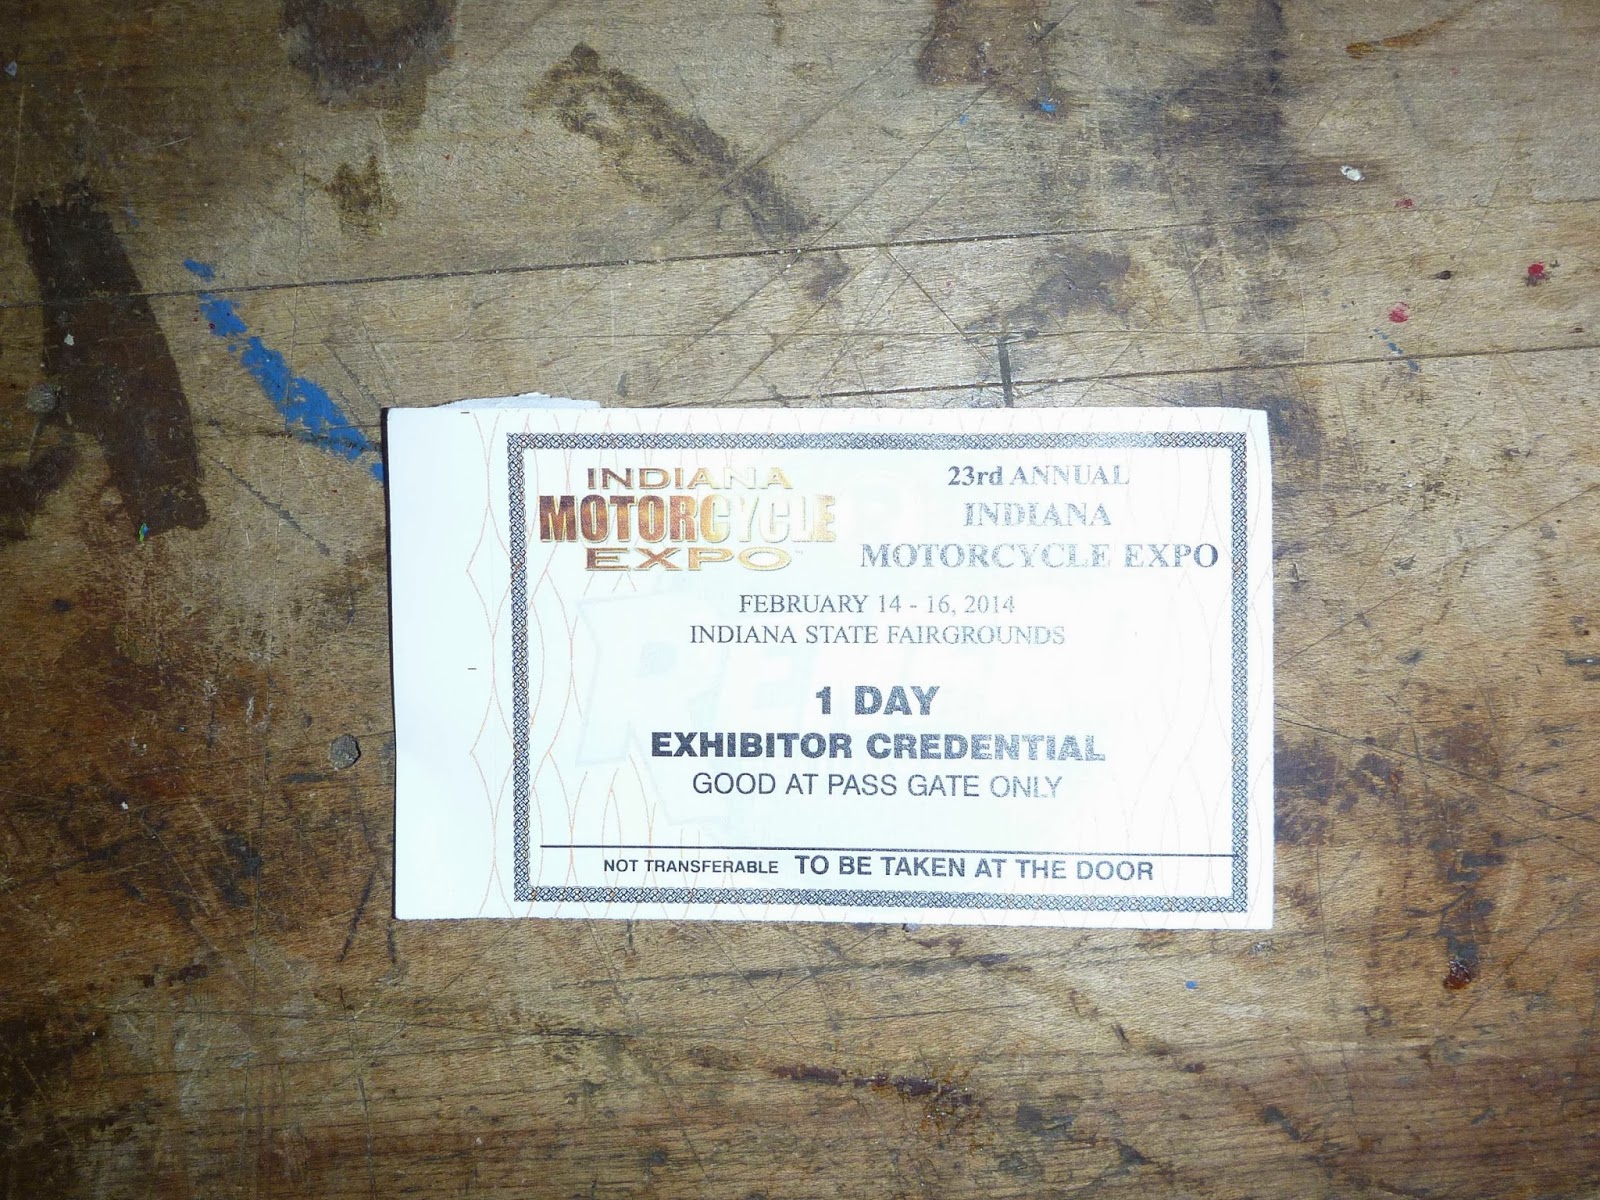 INDIANA
MOTORCYCLE
EXPO™
23rd ANNUAL
INDIANA
MOTORCYCLE EXPO
FEBRUARY 14 - 16, 2014
INDIANA STATE FAIRGROUNDS
1 DAY
EXHIBITOR CREDENTIAL
GOOD AT PASS GATE ONLY
NOT TRANSFERABLE TO BE TAKEN AT THE DOOR